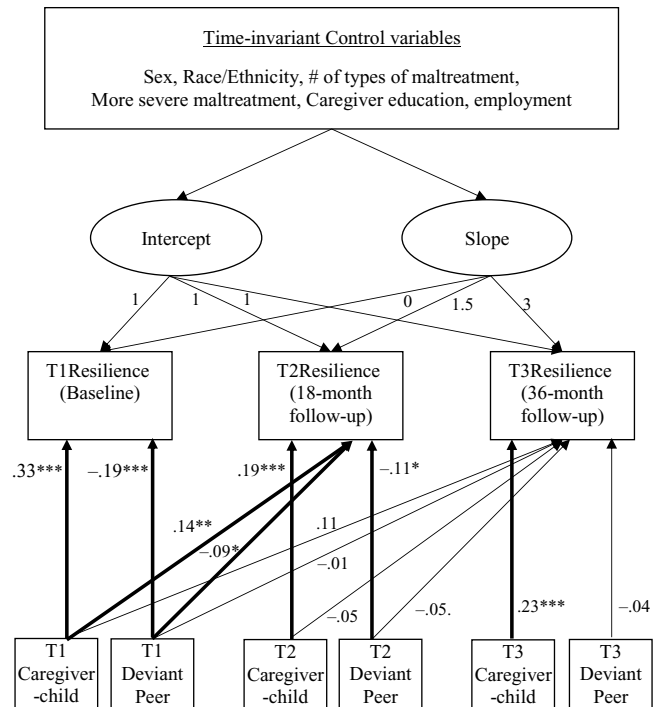 Time-invariant Control variables
Sex, Race/Ethnicity, # of types of maltreatment,
More severe maltreatment, Caregiver education, employment
Intercept
Slope
1
1
1
0
1.5
3
T1Resilience
(Baseline)
T2Resilience
(18-month
follow-up)
T3Resilience
(36-month
follow-up)
.33***
–.19***
.19***
–.11*
.14**
.11
–.09*
–.01
–.05
–.05.
.23***
–.04
T1
Caregiver
-child
T1
Deviant
Peer
T2
Caregiver
-child
T2
Deviant
Peer
T3
Caregiver
-child
T3
Deviant
Peer